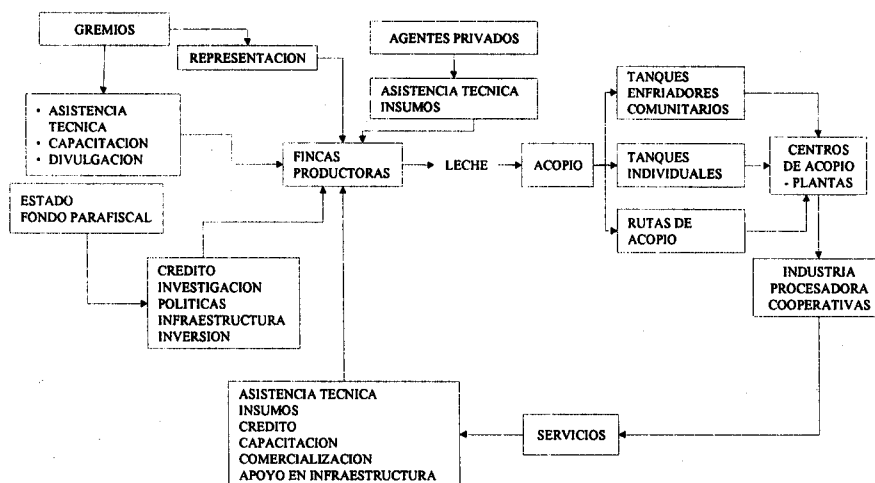 GREMIOS
REPRESENTACION
AGENTES PRIVADOS
ASISTENCIA TECNICA
INSUMOS
• ASISTENCIA
TECNICA
• CAPACITACION
• DIVULGACION
FINCAS
PRODUCTORAS
LECHE
ACOPIO
TANQUES
ENFRIADORES
COMUNITARIOS
TANQUES
INDIVIDUALES
RUTAS DE
ACOPIO
CENTROS
DE ACOPIO
- PLANTAS
ESTADO
FONDO PARAFISCAL
CREDITO
INVESTIGACION
POLITICAS
INFRAESTRUCTURA
INVERSION
INDUSTRIA
PROCESADORA
COOPERATIVAS
ASISTENCIA TECNICA
INSUMOS
CREDITO
CAPACITACION
COMERCIALIZACION
APOYO EN INFRAESTRUCTURA
SERVICIOS